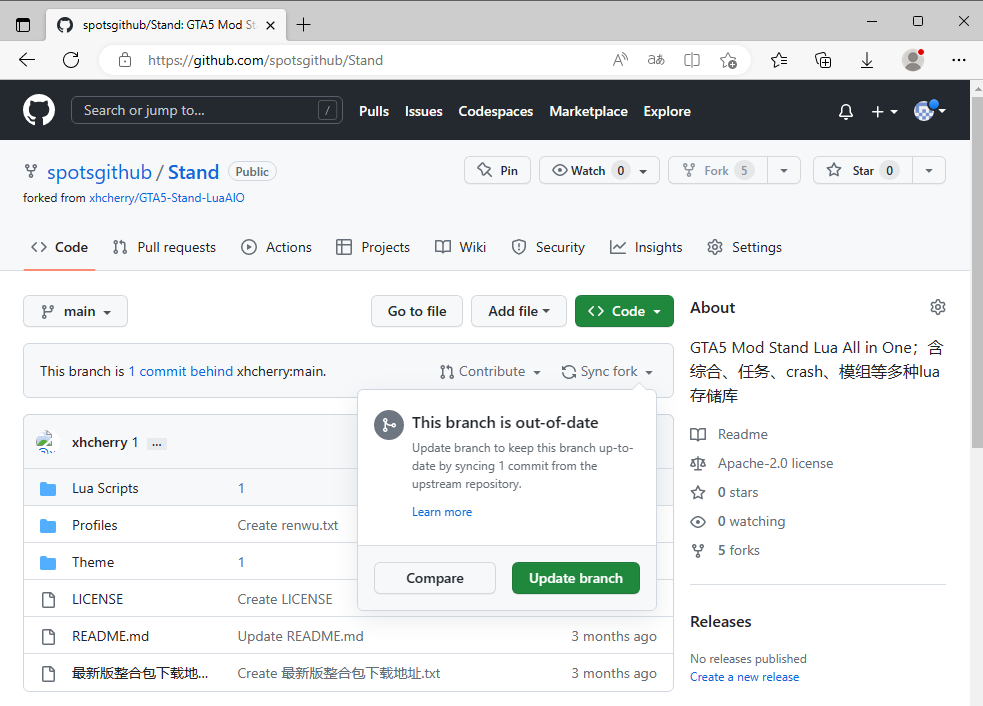 spotsgithub/Stand: GTA5 Mod St
https://github.com/spotsgithub/Stand
Search or jump to...
/
Pulls
Issues
Codespaces
Marketplace
Explore
spotsgithub / Stand
Public
Pin
Watch 0
Fork 5
Star 0
forked from xhcherry/GTA5-Stand-LuaAIO
Code
Pull requests
Actions
Projects
Wiki
Security
Insights
Settings
main
Go to file
Add file
Code
This branch is 1 commit behind xhcherry:main.
Contribute
Sync fork
This branch is out-of-date
Update branch to keep this branch up-to-
date by syncing 1 commit from the
upstream repository.
Learn more
Compare
Update branch
xhcherry 1 ...
Lua Scripts
1
Profiles
Create renwu.txt
Theme
1
LICENSE
Create LICENSE
README.md
Update README.md
3 months ago
最新版整合包下载地...
Create 最新版整合包下载地址.txt
3 months ago
About
GTA5 Mod Stand Lua All in One；含
综合、任务、crash、模组等多种lua
存储库
Readme
Apache-2.0 license
0 stars
0 watching
5 forks
Releases
No releases published
Create a new release